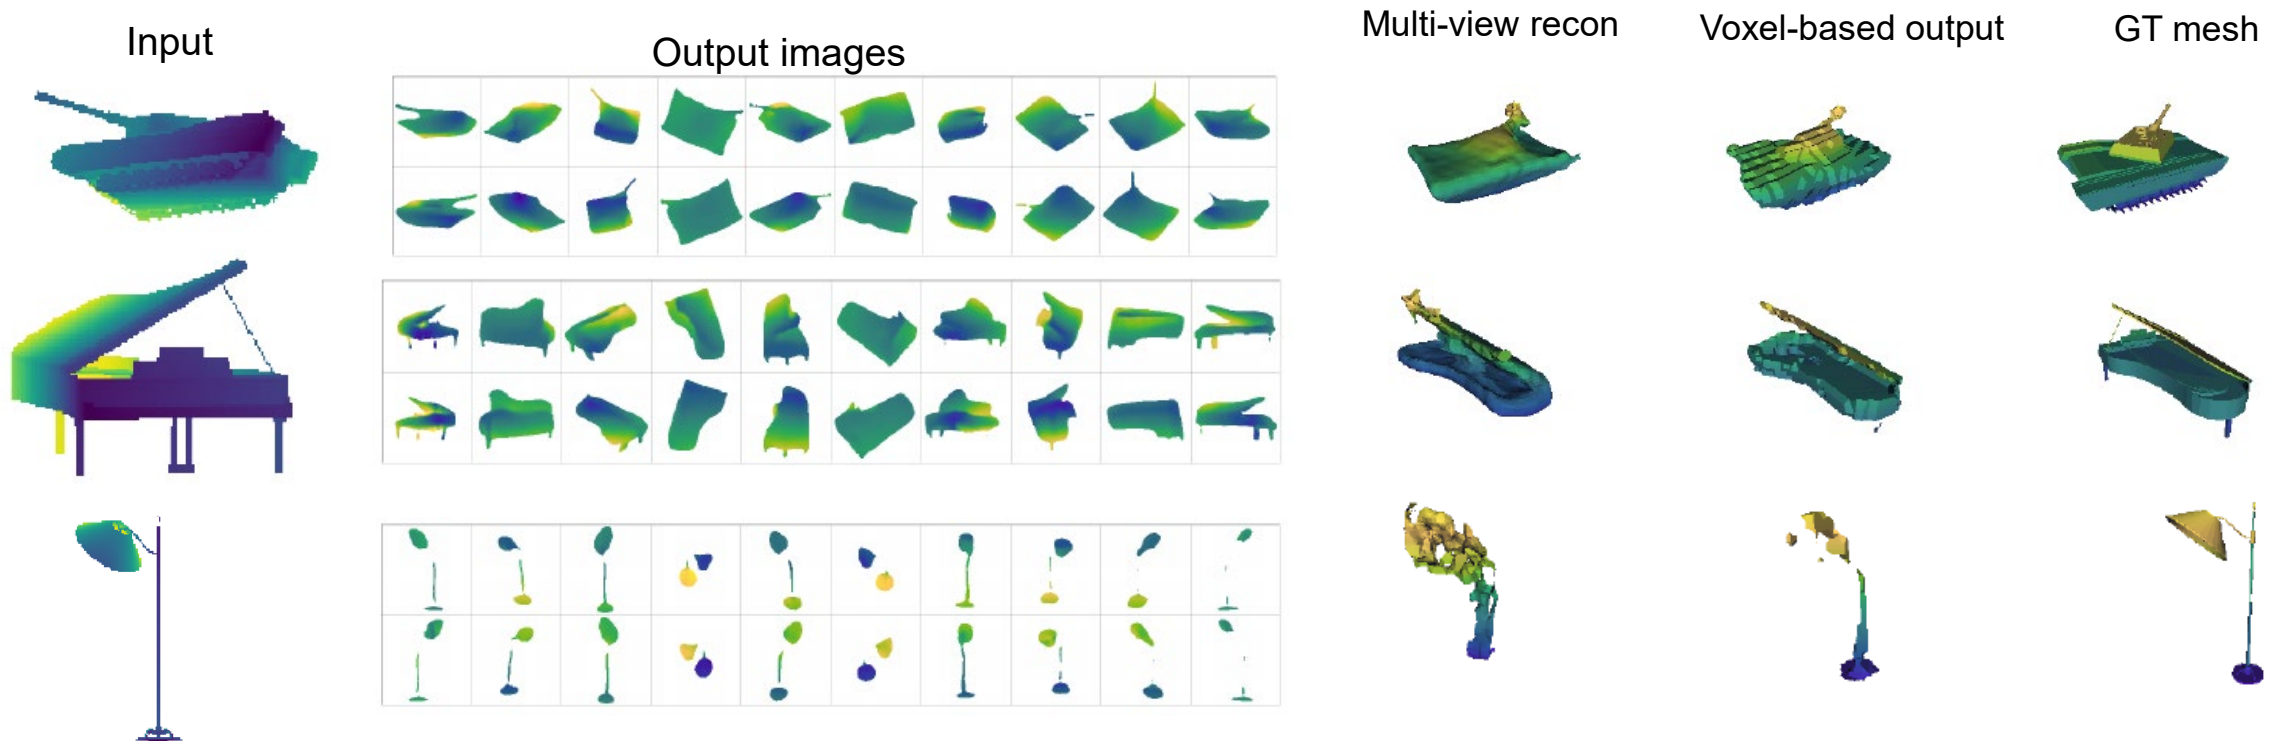 Input
Output images
Multi-view recon
Voxel-based output
GT mesh